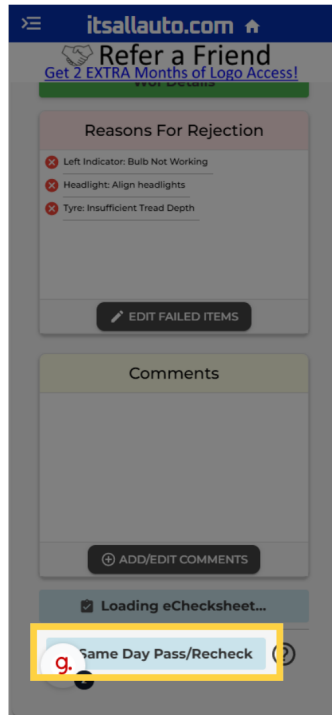 itsallauto.com
Refer a Friend
Get 2 EXTRA Months of Logo Access!
WoF Details
Reasons For Rejection
Left Indicator: Bulb Not Working
Headlight: Align headlights
Tyre: Insufficient Tread Depth
EDIT FAILED ITEMS
Comments
ADD/EDIT COMMENTS
Loading eChecksheet...
g. Same Day Pass/Recheck ?